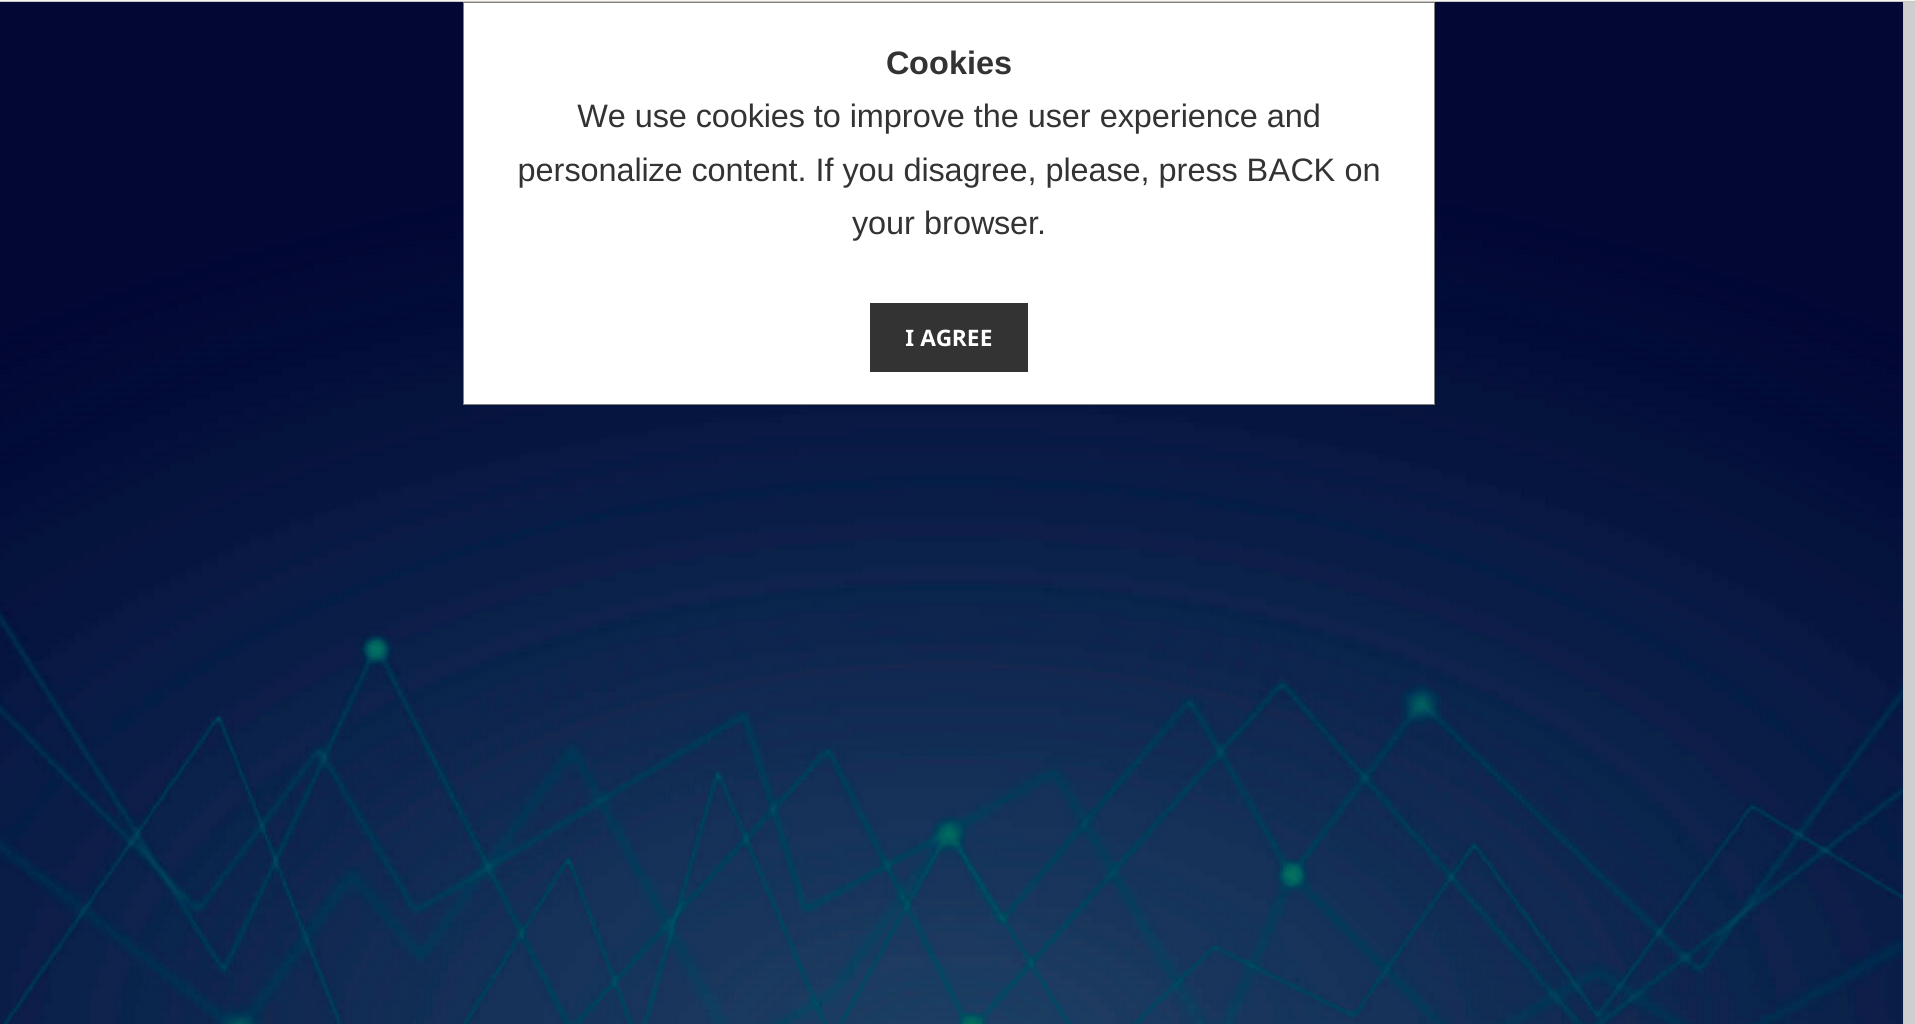 Cookies
We use cookies to improve the user experience and
personalize content. If you disagree, please, press BACK on
your browser.
I AGREE